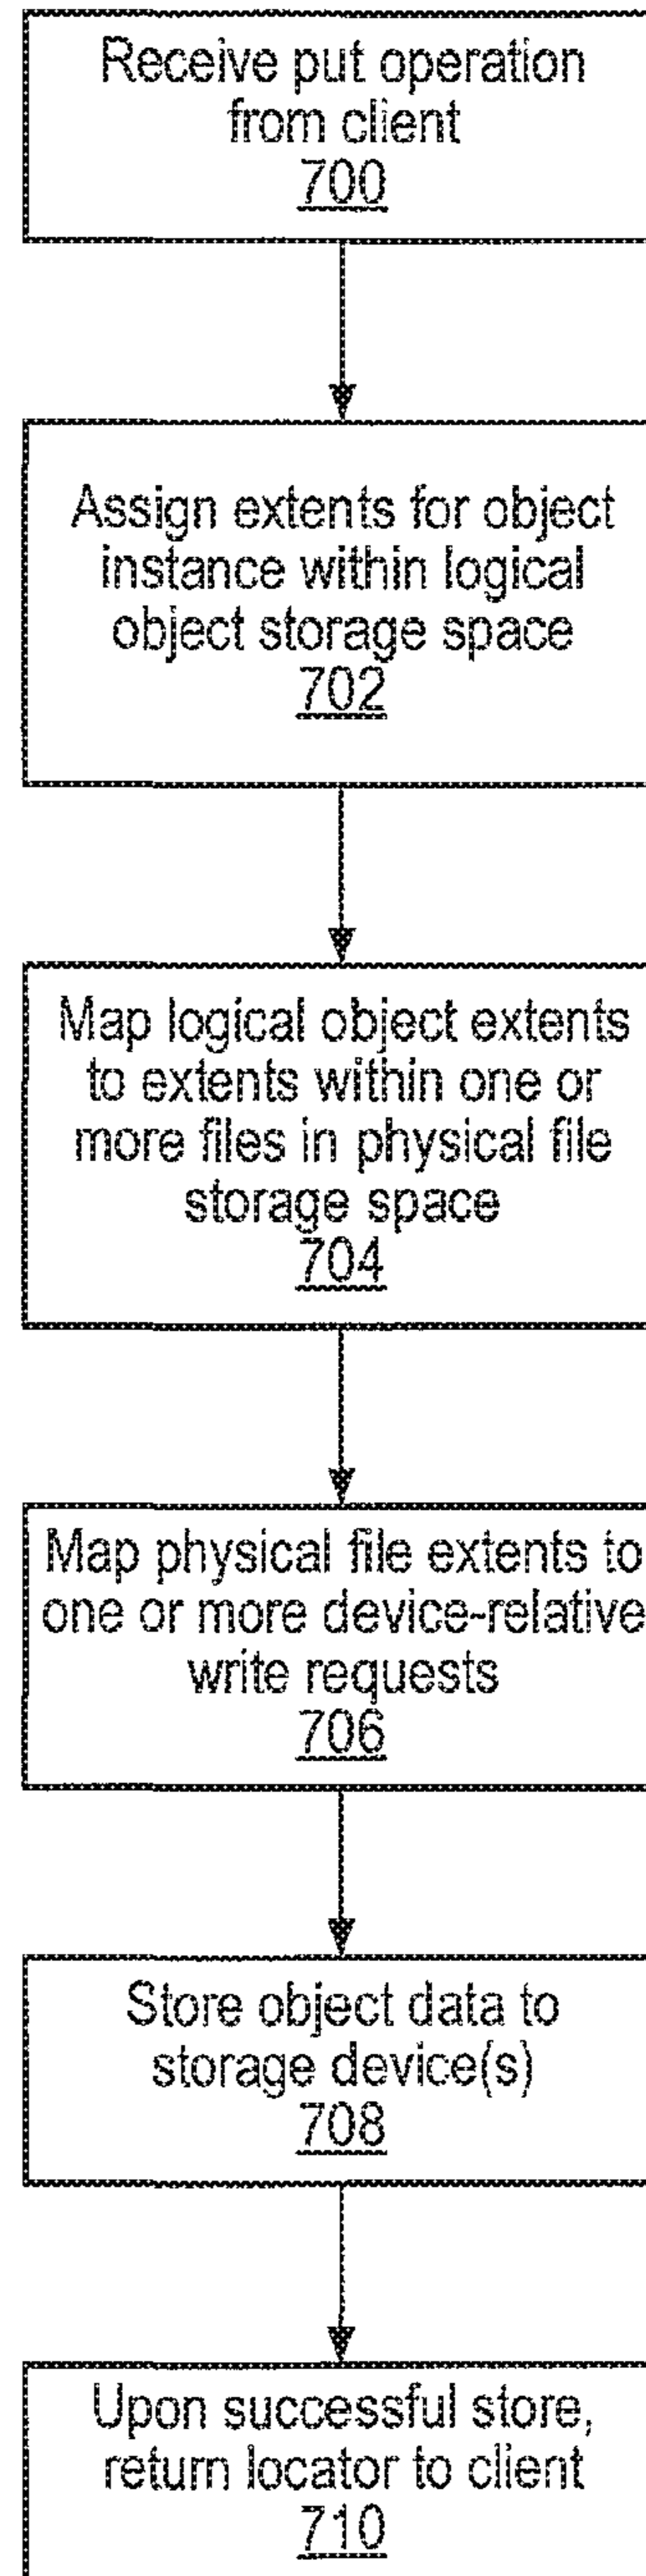 Receive put operation
from client
700
Assign extents for object
instance within logical
object storage space
702
Map logical object extents
to extents within one or
more files in physical file
storage space
704
Map physical file extents to
one or more device-relative
write requests
706
Store object data to
storage device(s)
708
Upon successful store,
return locator to client
710